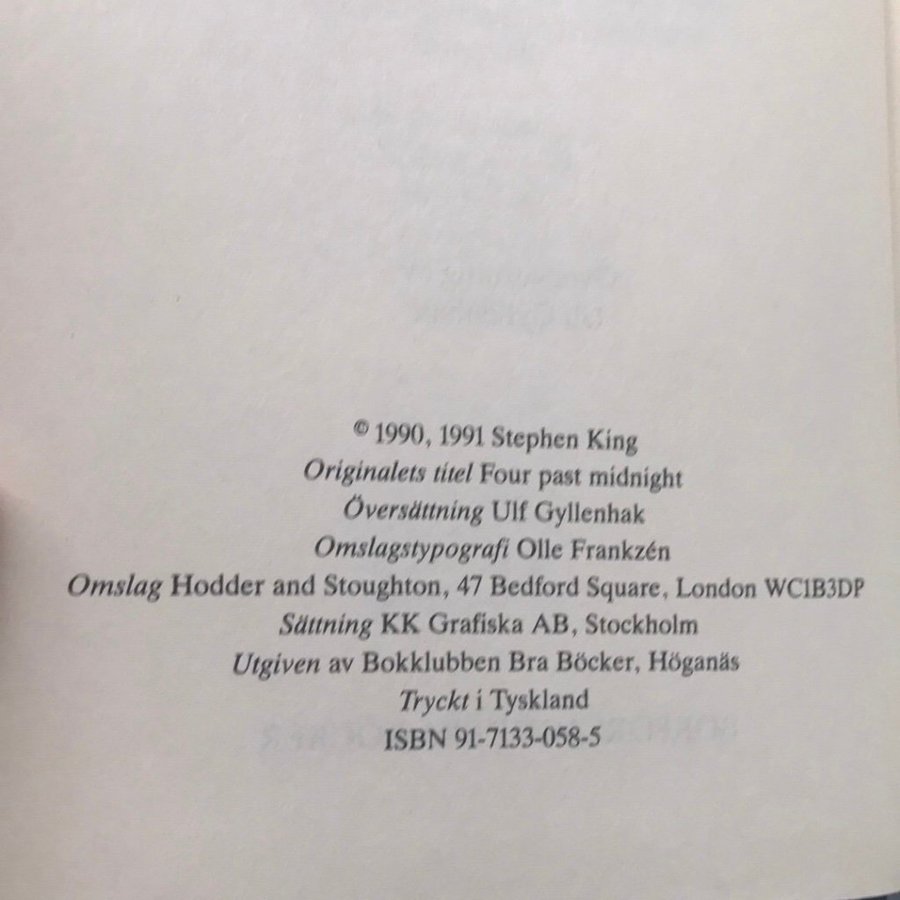 © 1990, 1991 Stephen King
Originalets titel Four past midnight
Översättning Ulf Gyllenhak
Omslagstypografi Olle Frankzén
Omslag Hodder and Stoughton, 47 Bedford Square, London WC1B3DP
Sättning KK Grafiska AB, Stockholm
Utgiven av Bokklubben Bra Böcker, Höganäs
Tryckt i Tyskland
ISBN 91-7133-058-5